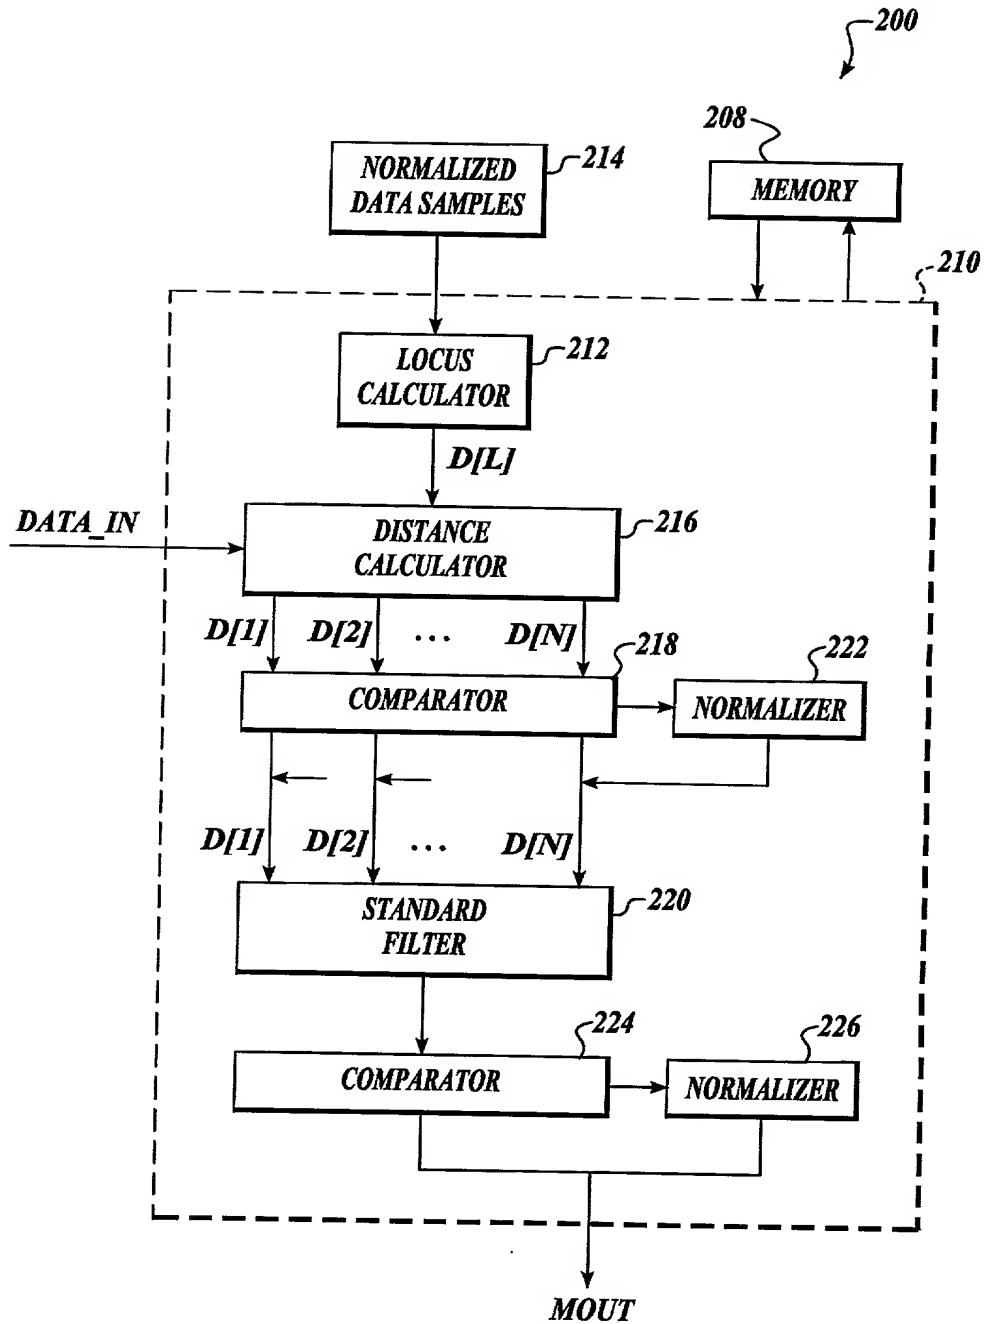 200
208
NORMALIZED
DATA SAMPLES
214
MEMORY
210
LOCUS
CALCULATOR
212
D[L]
DATA_IN
DISTANCE
CALCULATOR
216
D[1]
D[2]
...
D[N]
218
222
COMPARATOR
NORMALIZER
D[1]
D[2]
...
D[N]
STANDARD
FILTER
220
224
226
COMPARATOR
NORMALIZER
MOUT